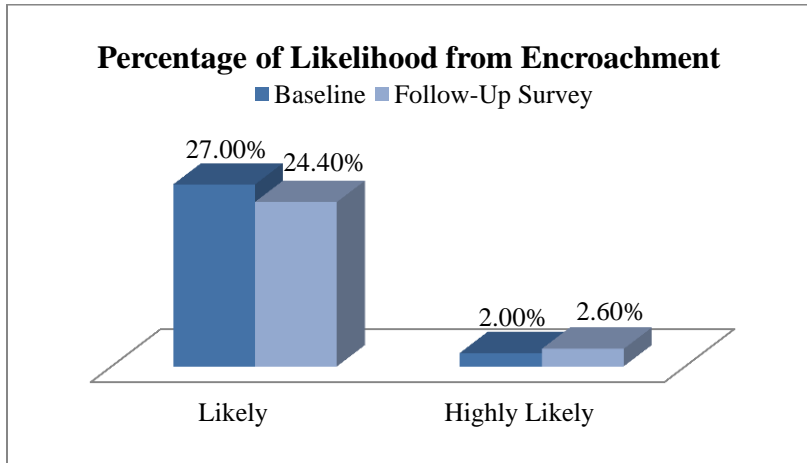 Percentage of Likelihood from Encroachment
Baseline Follow-Up Survey
27.00% 24.40%
2.00% 2.60%
Likely Highly Likely